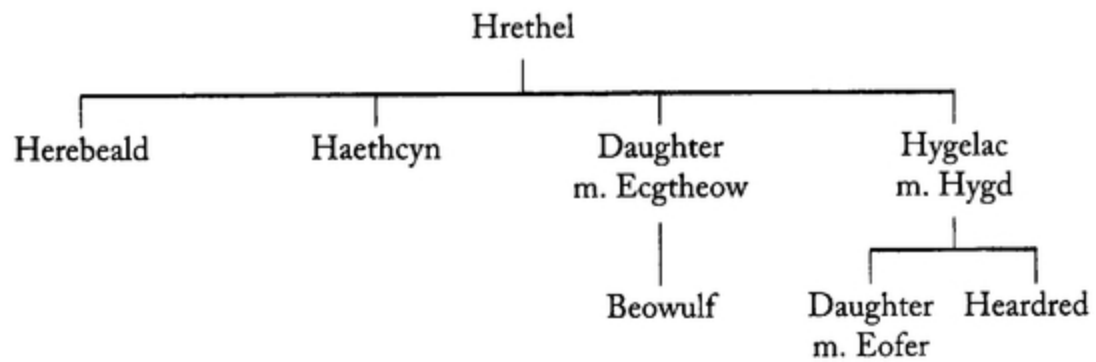 Hrethel
Herebeald
Haethcyn
Daughter
m. Ecgtheow
Hygelac
m. Hygd
Beowulf
Daughter
m. Eofer
Heardred